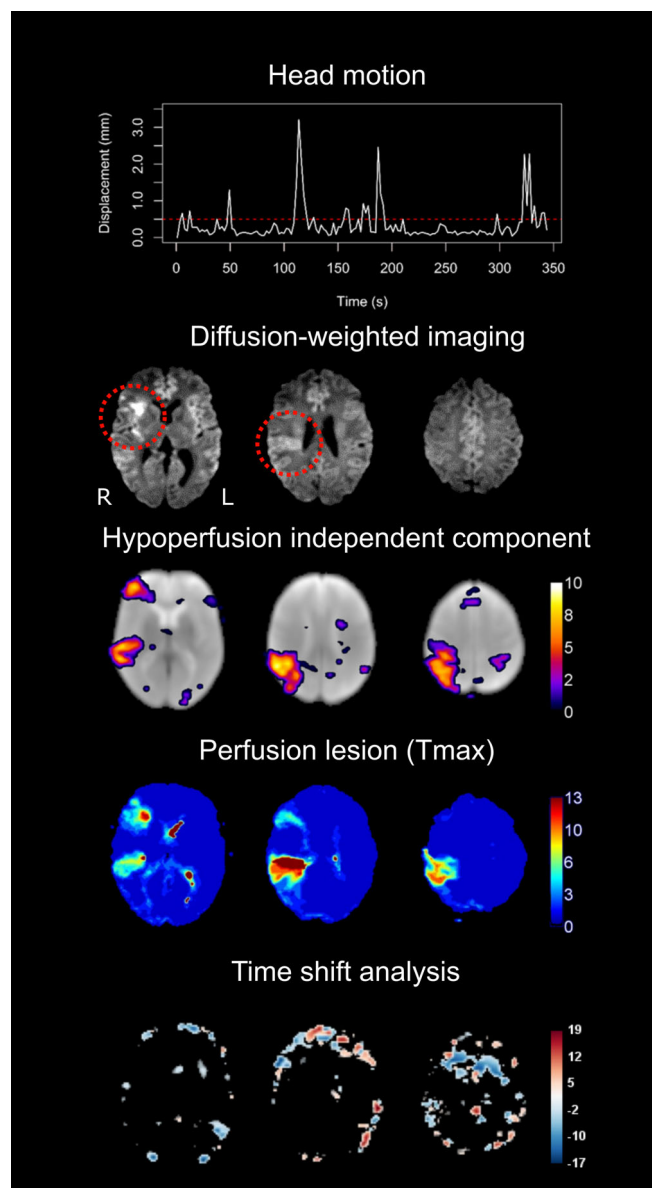 Head motion
Displacement (mm)
3.0
2.0
1.0
0.0
0 50 100 150 200 250 300 350
Time (s)
Diffusion-weighted imaging
R L
Hypoperfusion independent component
10
8
6
5
2
0
Perfusion lesion (Tmax)
13
10
6
3
0
Time shift analysis
19
12
5
-2
-10
-17